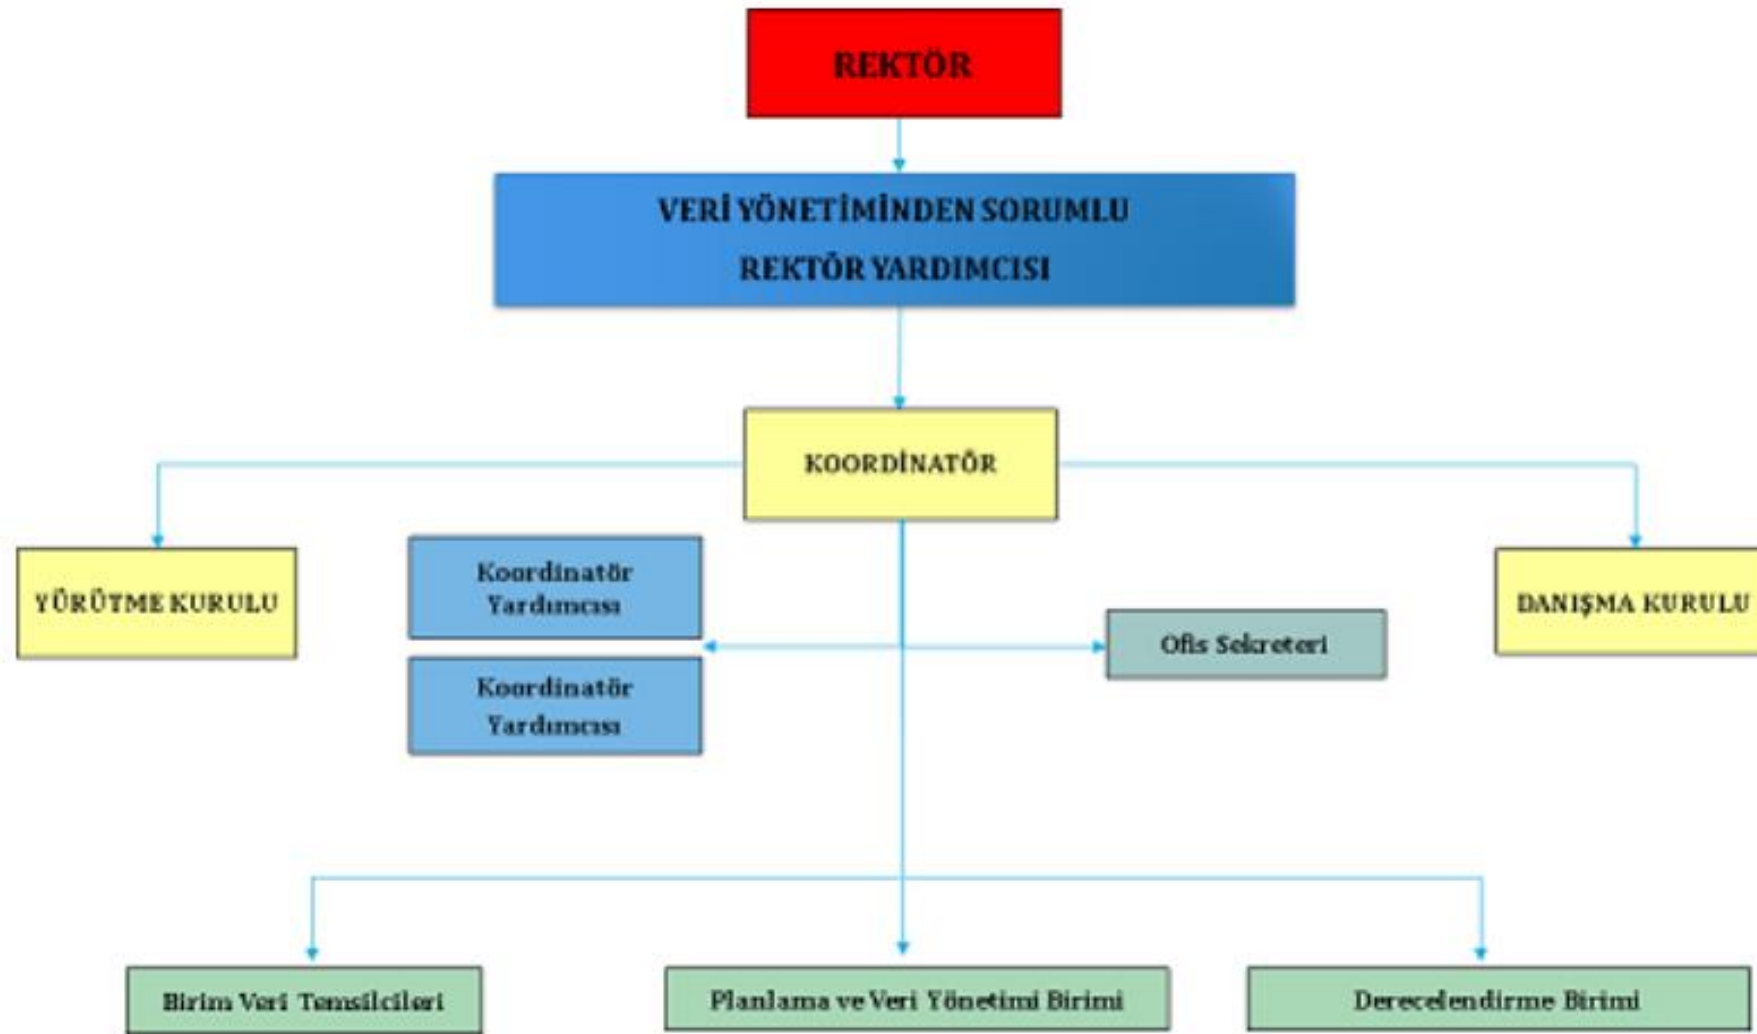 REKTÖR
VERİ YÖNETİMİNDEN SORUMLU
REKTÖR YARDIMCISI
KOORDİNATÖR
YÜRÜTME KURULU
Koordinatör
Yardımcısı
Koordinatör
Yardımcısı
Ofis Sekreteri
DANIŞMA KURULU
Birim Veri Temsilcileri
Planlama ve Veri Yönetimi Birimi
Derecelendirme Birimi